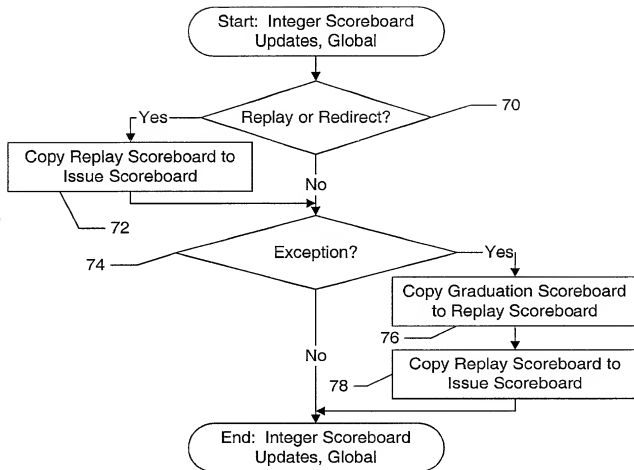 Start: Integer Scoreboard
Updates, Global
70
Replay or Redirect?
Yes
Copy Replay Scoreboard to
Issue Scoreboard
No
72
74
Exception?
Yes
Copy Graduation Scoreboard
to Replay Scoreboard
76
No
78
Copy Replay Scoreboard to
Issue Scoreboard
End: Integer Scoreboard
Updates, Global